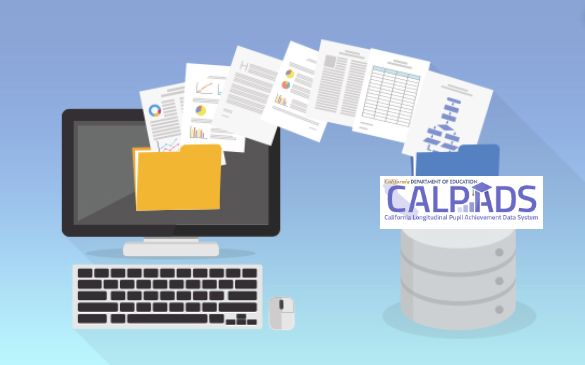 California DEPARTMENT OF EDUCATION
CALPADS
California Longitudinal Pupil Achievement Data System